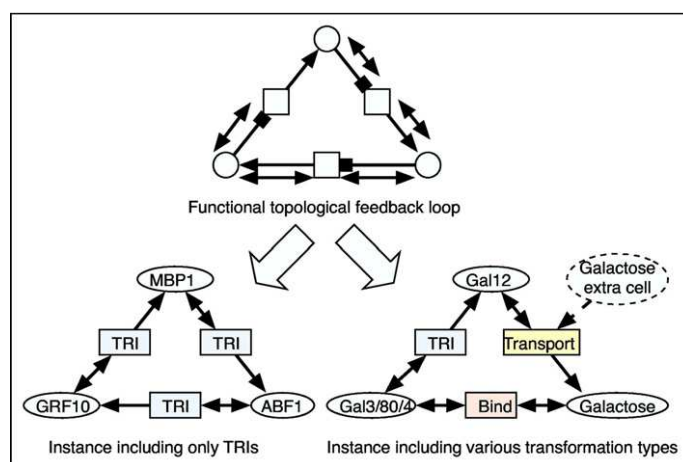 Functional topological feedback loop
MBP1
TRI
TRI
GRF10
TRI
ABF1
Instance including only TRIs
Gal12
Galactose
extra cell
TRI
Transport
Gal3/80/4
Bind
Galactose
Instance including various transformation types